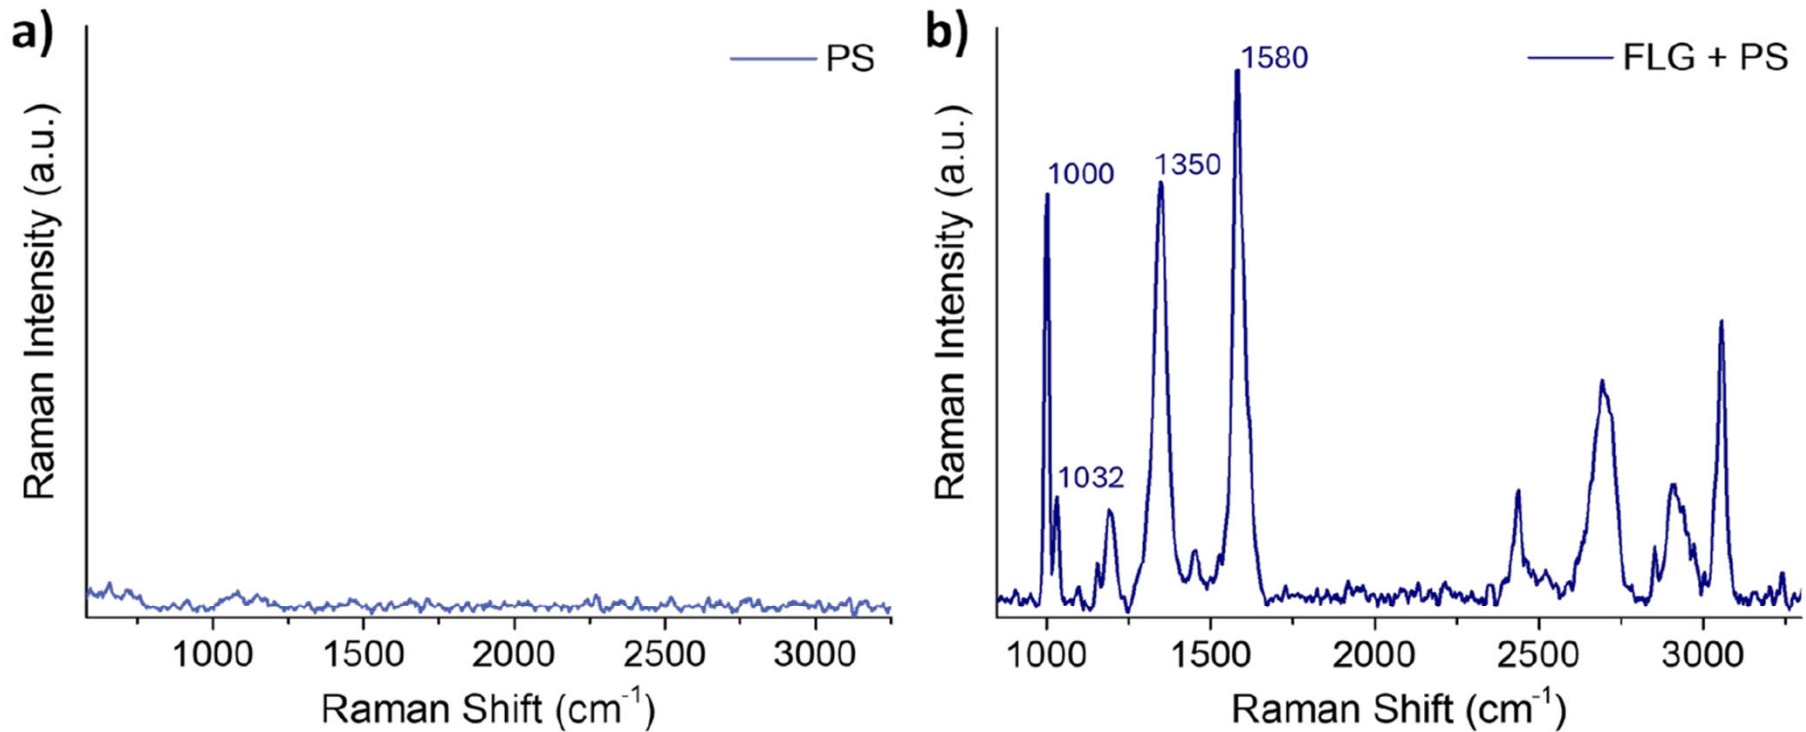 a)
PS
Raman Intensity (a.u.)
1000 1500 2000 2500 3000
Raman Shift (cm⁻¹)
b)
FLG + PS
1580
1350
1000
1032
Raman Intensity (a.u.)
1000 1500 2000 2500 3000
Raman Shift (cm⁻¹)